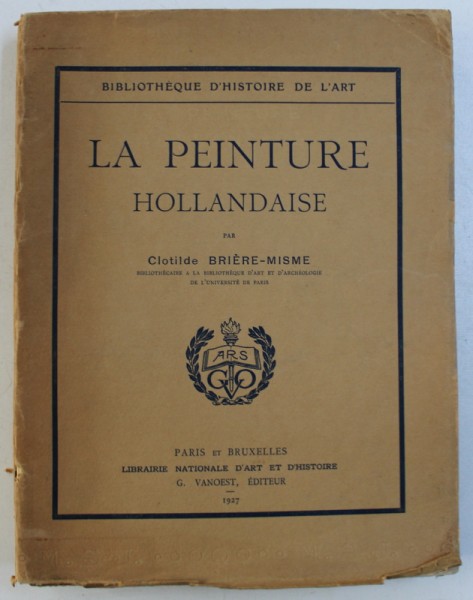 BIBLIOTHÈQUE D'HISTOIRE DE L'ART
LA PEINTURE
HOLLANDAISE
PAR
Clotilde BRIÈRE-MISME
BIBLIOTHÉCAIRE A LA BIBLIOTHÈQUE D'ART ET D'ARCHÉOLOGIE
DE L'UNIVERSITÉ DE PARIS
ARS
G O
PARIS ET BRUXELLES
LIBRAIRIE NATIONALE D'ART ET D'HISTOIRE
G. VANOEST, ÉDITEUR
1927